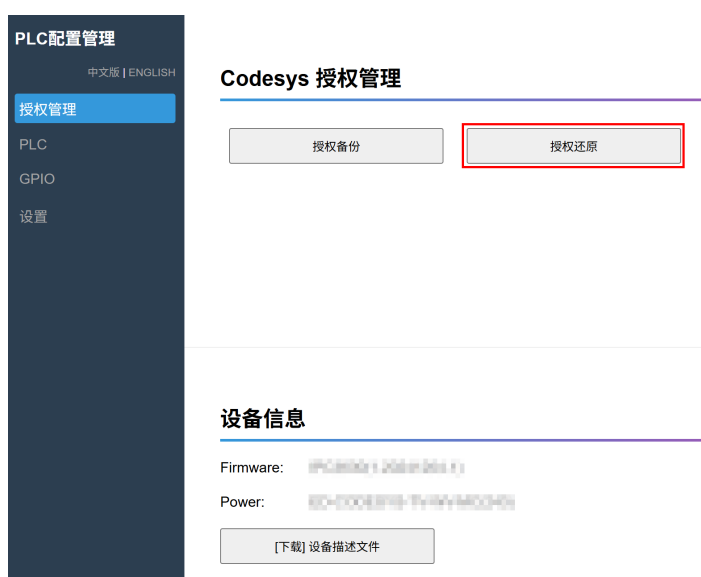 PLC配置管理
中文版 | ENGLISH
授权管理
PLC
GPIO
设置
Codesys 授权管理
授权备份
授权还原
设备信息
Firmware:
Power:
[下载] 设备描述文件